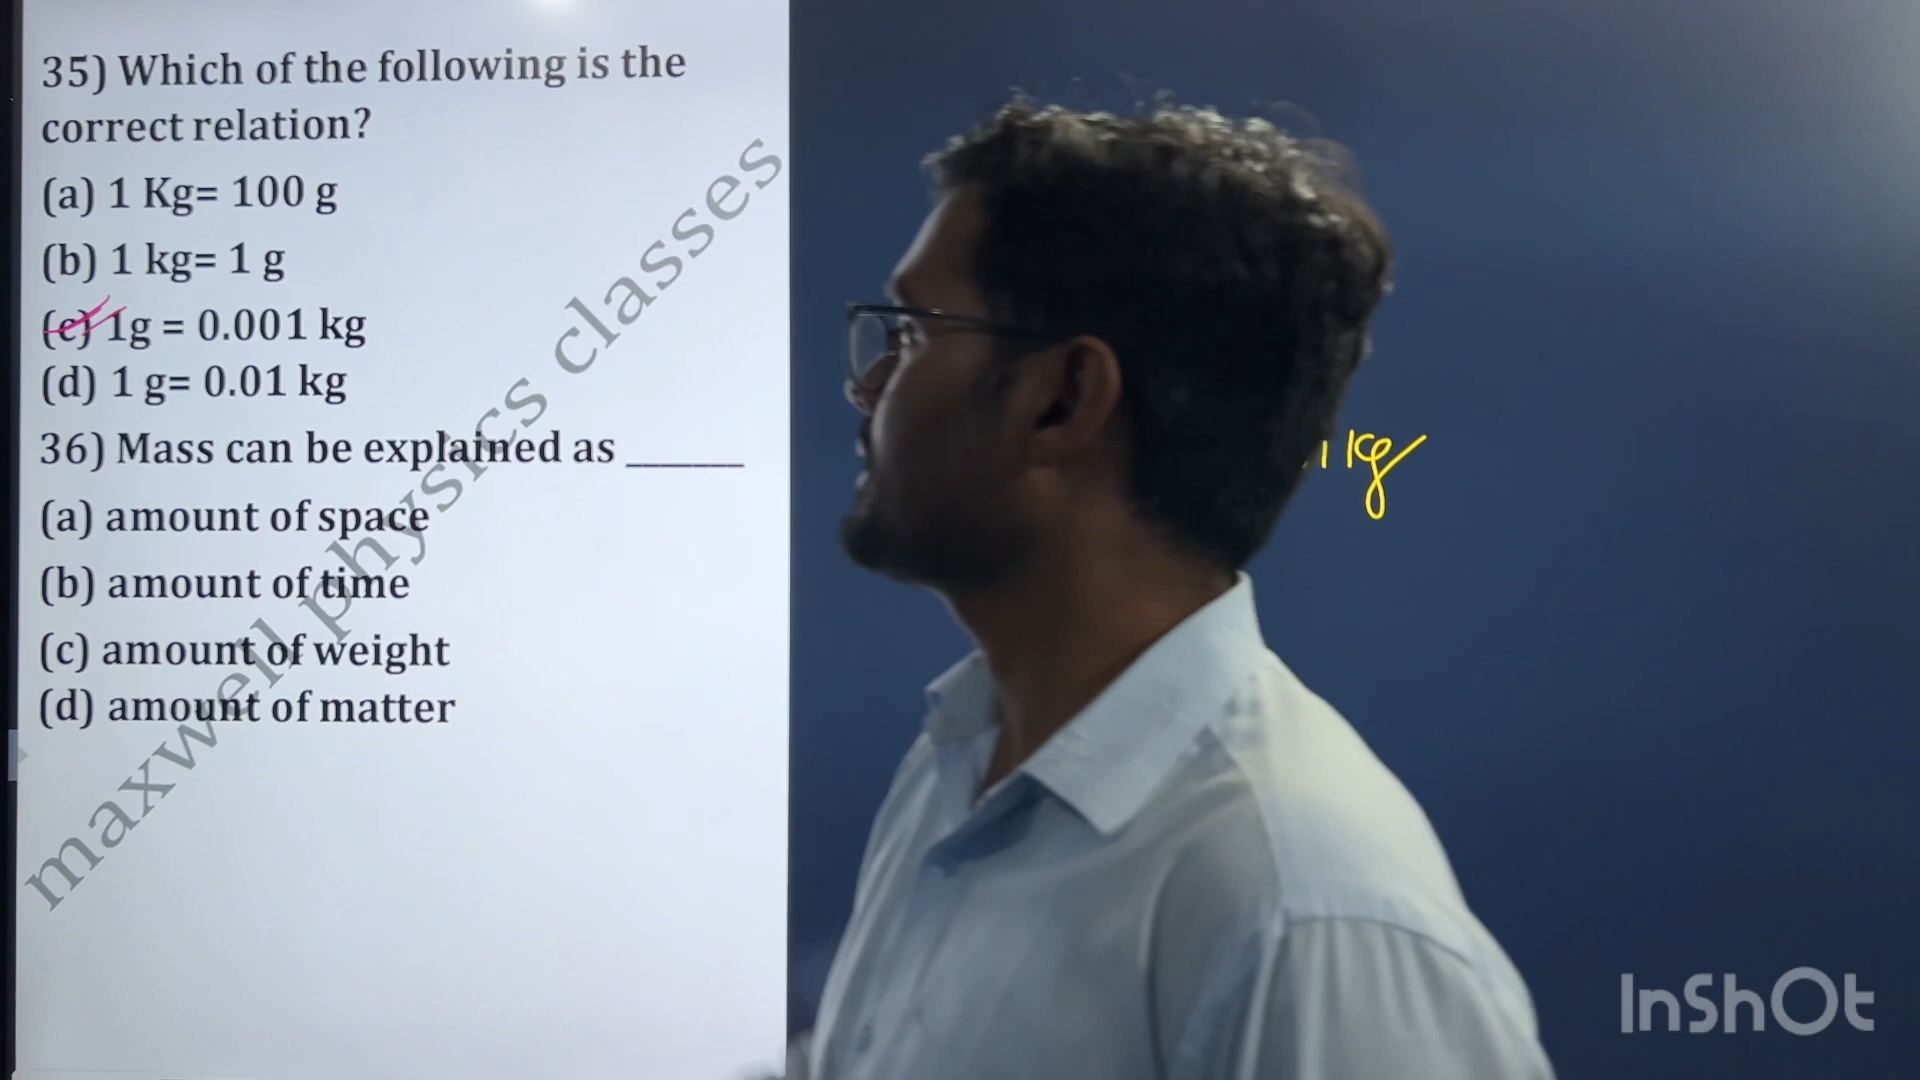 35) Which of the following is the
correct relation?
(a) 1 Kg= 100 g
(b) 1 kg= 1 g
(c) 1g = 0.001 kg
(d) 1 g= 0.01 kg
36) Mass can be explained as ______
(a) amount of space
(b) amount of time
(c) amount of weight
(d) amount of matter
maxwell physics classes
1 kg
InShOt